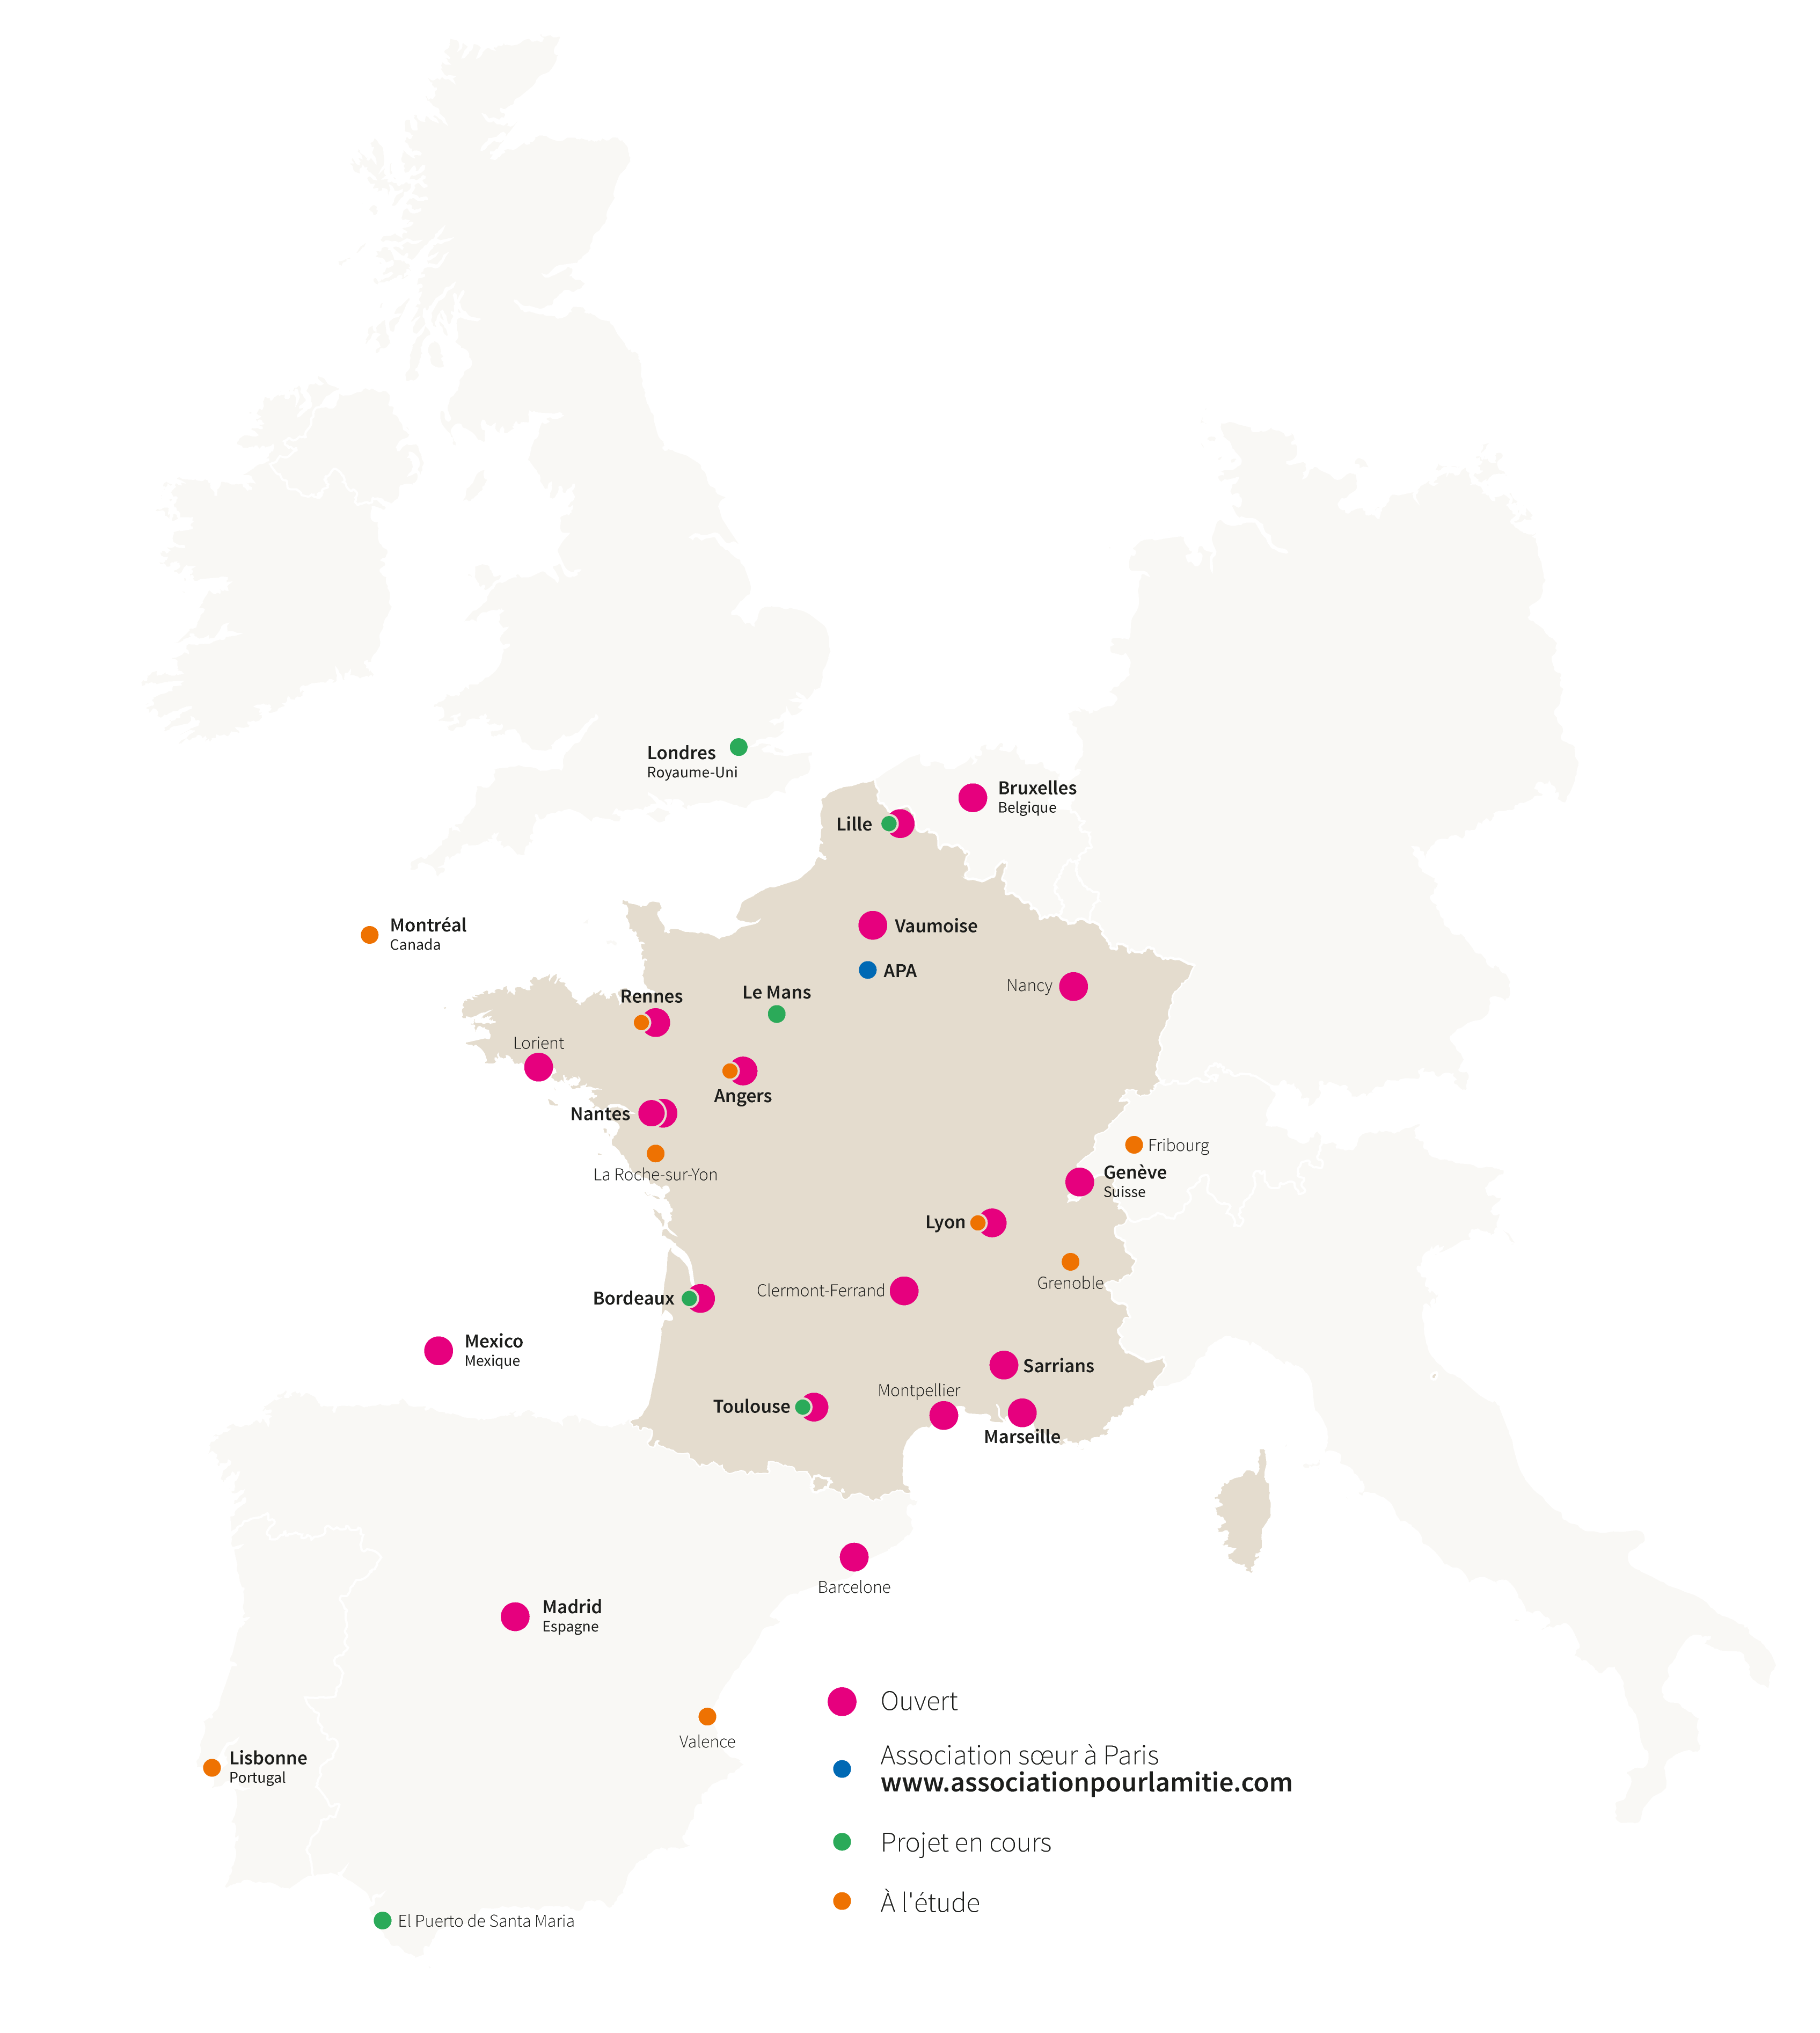 Londres
Royaume-Uni
Bruxelles
Belgique
Lille
Montréal
Canada
Vaumoise
APA
Nancy
Le Mans
Rennes
Lorient
Angers
Nantes
La Roche-sur-Yon
Fribourg
Genève
Suisse
Lyon
Grenoble
Clermont-Ferrand
Bordeaux
Mexico
Mexique
Sarrians
Montpellier
Toulouse
Marseille
Barcelone
Madrid
Espagne
Valence
Lisbonne
Portugal
El Puerto de Santa Maria
Ouvert
Association sœur à Paris
www.associationpourlamitie.com
Projet en cours
À l'étude